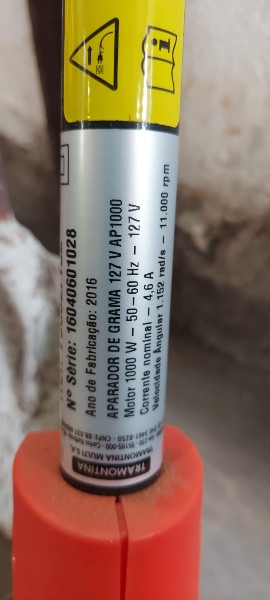 Nº Série: 16040601028
Ano de Fabricação: 2016
APARADOR DE GRAMA 127 V AP1000
Motor 1000 W – 50–60 Hz – 127 V
Corrente nominal – 4,6 A
Velocidade Angular 1.152 rad/s – 11.000 rpm
TRAMONTINA
TRAMONTINA MULTI S.A.